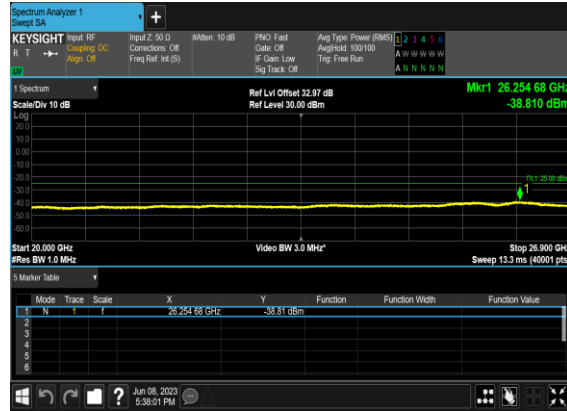 Spectrum Analyzer 1
Swept SA
KEYSIGHT Input: RF Input Z: 50 Ω #Atten: 10 dB PNO: Fast Avg Type: Power (RMS) 1 2 3 4 5 6
R T Coupling: DC Corrections: Off Gate: Off Avg|Hold: 100/100 A W W W W W
Align: Off Freq Ref: Int (S) IF Gain: Low Trig: Free Run
Sig Track: Off A N N N N N
1 Spectrum Ref Lvl Offset 32.97 dB Mkr1 26.254 68 GHz
Scale/Div 10 dB Ref Level 30.00 dBm -38.810 dBm
Log
20.0
10.0
0.00
-10.0
-20.0
DL1 -25.00 dBm
-30.0
1
-40.0
-50.0
-60.0
Start 20.000 GHz Video BW 3.0 MHz* Stop 26.900 GHz
#Res BW 1.0 MHz Sweep 13.3 ms (40001 pts)
5 Marker Table
Mode Trace Scale X Y Function Function Width Function Value
1 N 1 f 26.254 68 GHz -38.81 dBm
2
3
4
5
6
? Jun 08, 2023
5:38:01 PM